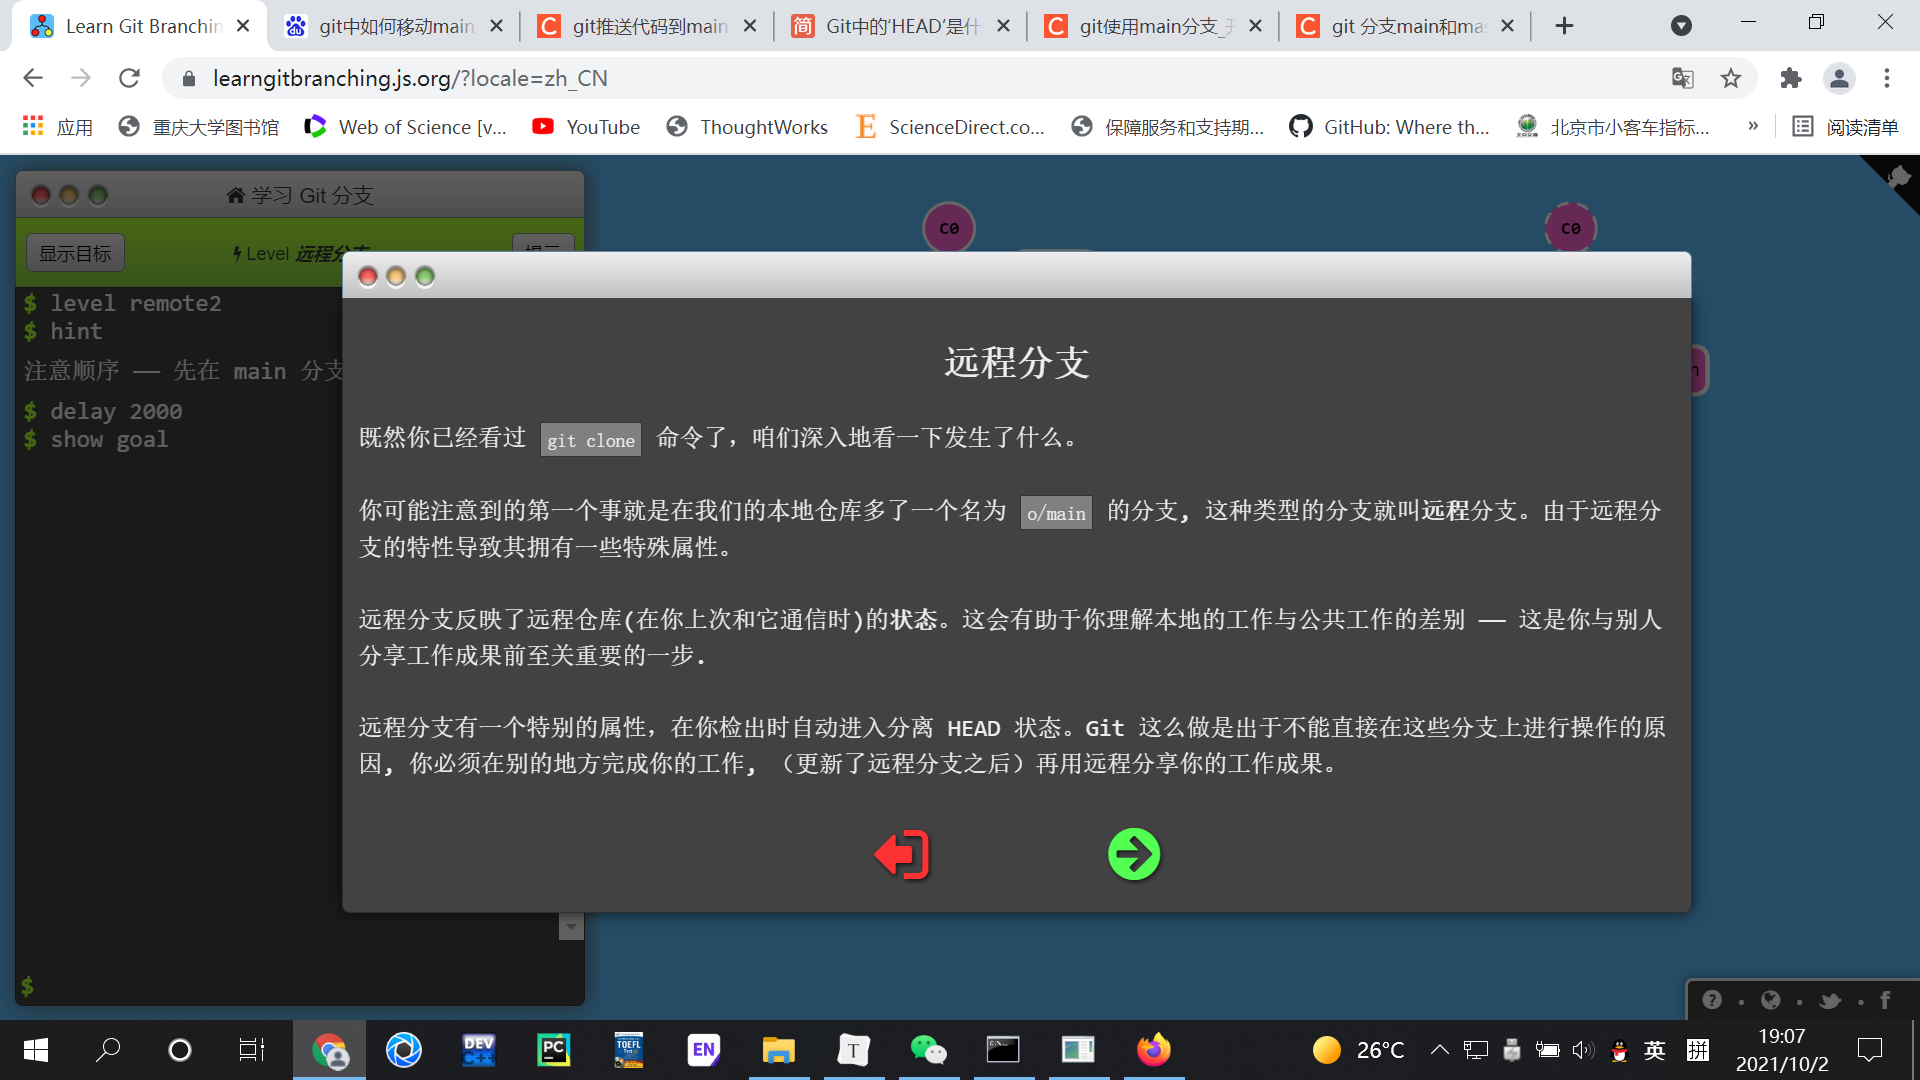 Learn Git Branchin
git中如何移动main
git推送代码到main
Git中的‘HEAD’是什
git使用main分支_
git 分支main和mas
learngitbranching.js.org/?locale=zh_CN
应用
重庆大学图书馆
Web of Science [v...
YouTube
ThoughtWorks
ScienceDirect.co...
保障服务和支持期...
GitHub: Where th...
北京市小客车指标...
»
阅读清单
学习 Git 分支
显示目标
Level 远程分支
C0
C0
$ level remote2
$ hint
注意顺序 —— 先在 main 分支
$ delay 2000
$ show goal
$
远程分支
既然你已经看过 git clone 命令了，咱们深入地看一下发生了什么。
你可能注意到的第一个事就是在我们的本地仓库多了一个名为 o/main 的分支, 这种类型的分支就叫远程分支。由于远程分
支的特性导致其拥有一些特殊属性。
远程分支反映了远程仓库(在你上次和它通信时)的状态。这会有助于你理解本地的工作与公共工作的差别 —— 这是你与别人
分享工作成果前至关重要的一步.
远程分支有一个特别的属性，在你检出时自动进入分离 HEAD 状态。Git 这么做是出于不能直接在这些分支上进行操作的原
因, 你必须在别的地方完成你的工作, （更新了远程分支之后）再用远程分享你的工作成果。
DEV C++
PC
TOEFL
EN
T
26°C
英
拼
19:07
2021/10/2